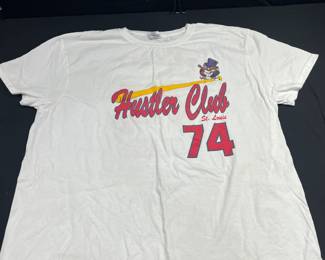 Hustler Club
St. Louis
74